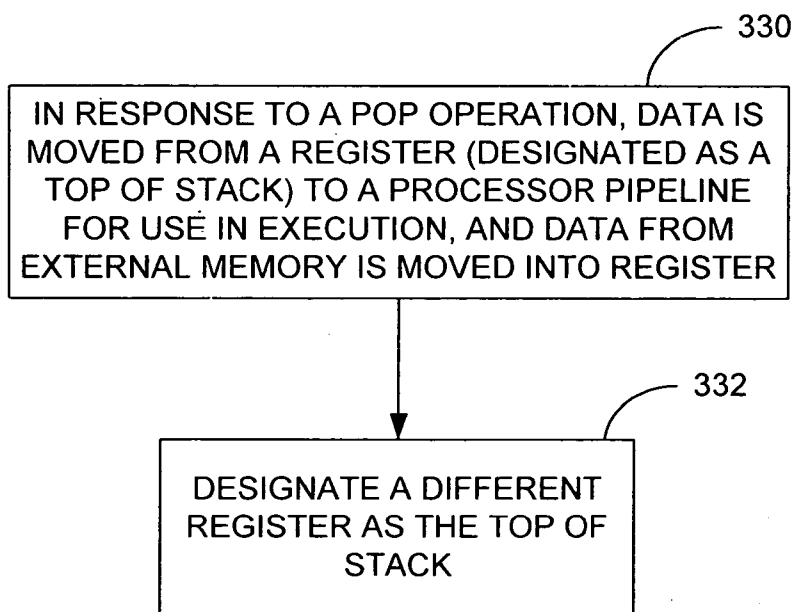 330
IN RESPONSE TO A POP OPERATION, DATA IS
MOVED FROM A REGISTER (DESIGNATED AS A
TOP OF STACK) TO A PROCESSOR PIPELINE
FOR USE IN EXECUTION, AND DATA FROM
EXTERNAL MEMORY IS MOVED INTO REGISTER
332
DESIGNATE A DIFFERENT
REGISTER AS THE TOP OF
STACK